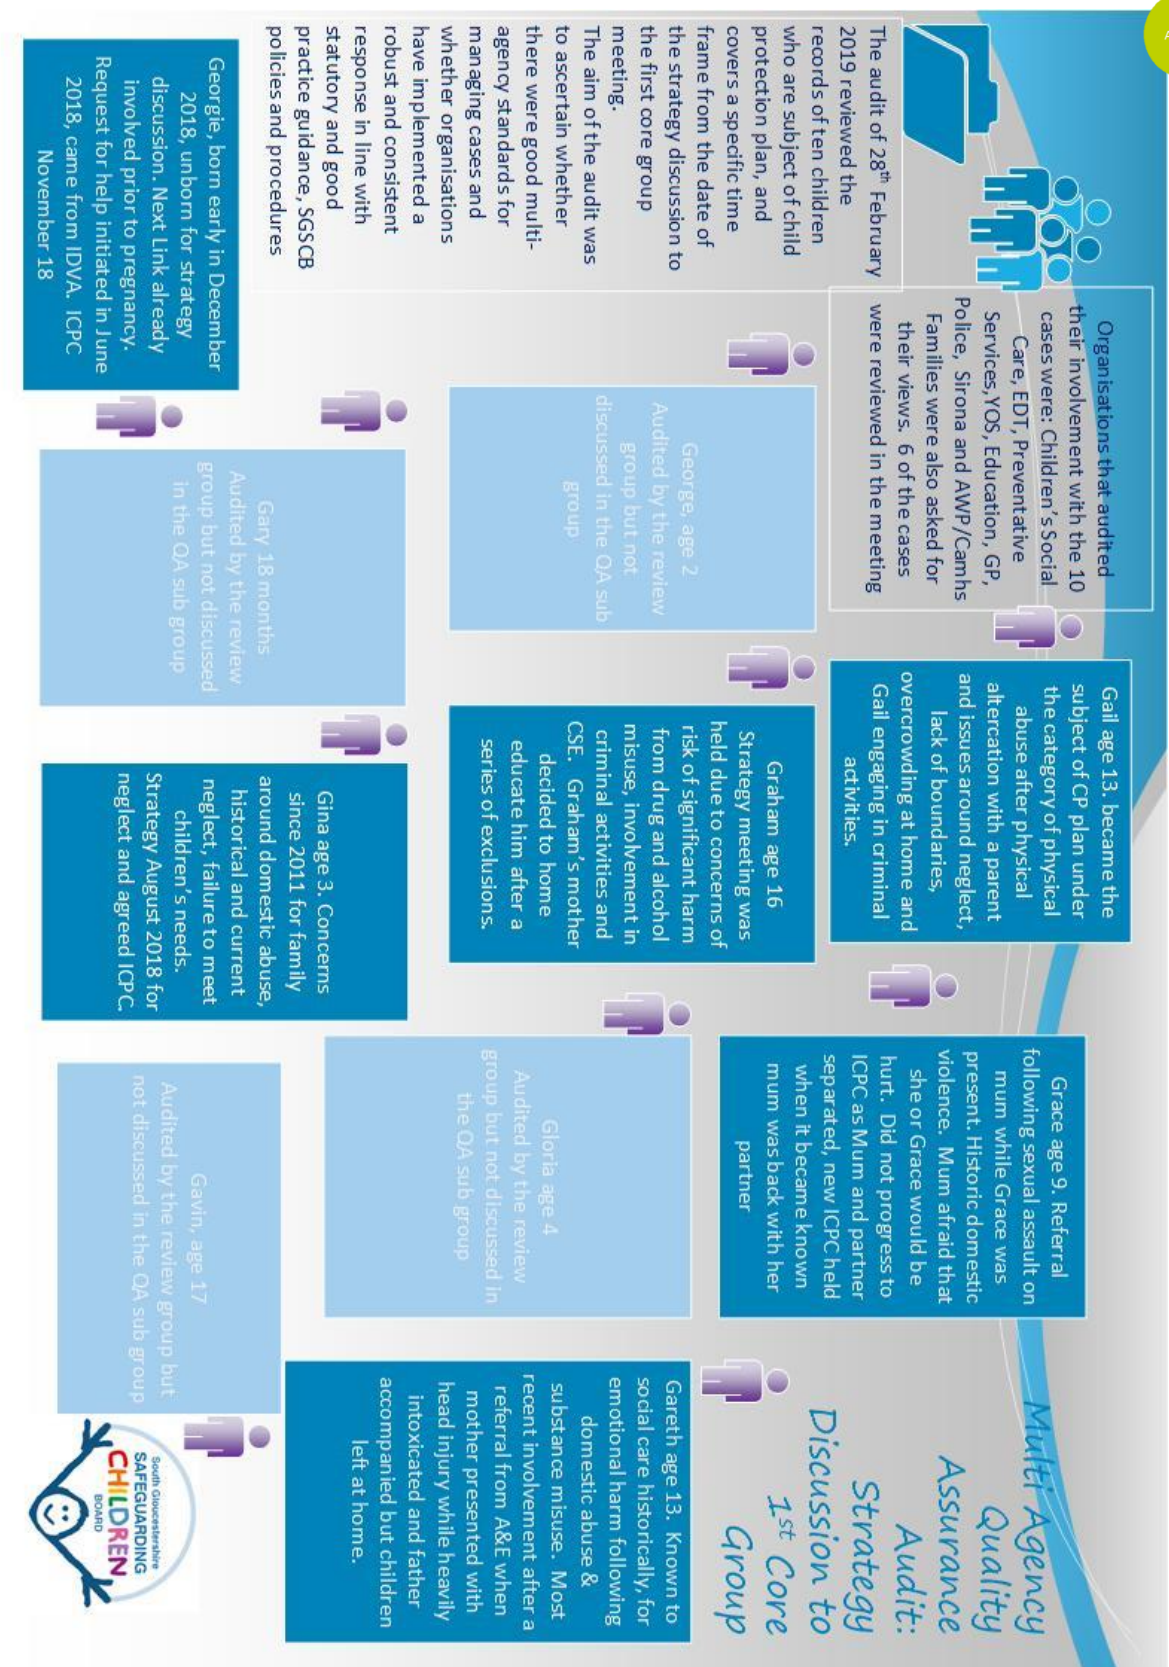 The audit of 28th February
2019 reviewed the
records of ten children
who are subject of child
protection plan, and
covers a specific time
frame from the date of
the strategy discussion to
the first core group
meeting.
The aim of the audit was
to ascertain whether
there were good multi-
agency standards for
managing cases and
whether organisations
have implemented a
robust and consistent
response in line with
statutory and good
practice guidance, SGSCB
policies and procedures
Georgie, born early in December
2018, unborn for strategy
discussion. Next Link already
involved prior to pregnancy.
Request for help initiated in June
2018, came from IDVA. ICPC
November 18
Organisations that audited
their involvement with the 10
cases were: Children's Social
Care, EDT, Preventative
Services,YOS, Education, GP,
Police, Sirona and AWP/Camhs
Families were also asked for
their views. 6 of the cases
were reviewed in the meeting
George, age 2
Audited by the review
group but not
discussed in the QA sub
group
Gary 18 months
Audited by the review
group but not discussed
in the QA sub group
Gail age 13. became the
subject of CP plan under
the category of physical
abuse after physical
altercation with a parent
and issues around neglect,
lack of boundaries,
overcrowding at home and
Gail engaging in criminal
activities.
Graham age 16
Strategy meeting was
held due to concerns of
risk of significant harm
from drug and alcohol
misuse, involvement in
criminal activities and
CSE. Graham's mother
decided to home
educate him after a
series of exclusions.
Gina age 3. Concerns
since 2011 for family
around domestic abuse,
historical and current
neglect, failure to meet
children's needs.
Strategy August 2018 for
neglect and agreed ICPC.
Grace age 9. Referral
following sexual assault on
mum while Grace was
present. Historic domestic
violence. Mum afraid that
she or Grace would be
hurt. Did not progress to
ICPC as Mum and partner
separated, new ICPC held
when it became known
mum was back with her
partner
Gloria age 4
Audited by the review
group but not discussed in
the QA sub group
Gavin, age 17
Audited by the review group but
not discussed in the QA sub group
Multi Agency
Quality
Assurance
Audit:
Strategy
Discussion to
1st Core
Group
Gareth age 13. Known to
social care historically, for
emotional harm following
domestic abuse &
substance misuse. Most
recent involvement after a
referral from A&E when
mother presented with
head injury while heavily
intoxicated and father
accompanied but children
left at home.
South Gloucestershire
SAFEGUARDING
CHILDREN
BOARD